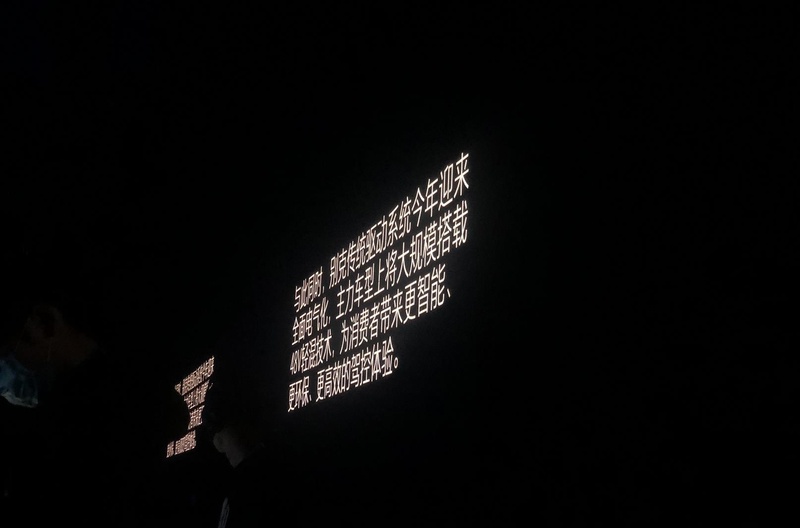 与此同时，别克传统驱动系统今年迎来
全面电气化，主力车型上将大规模搭载
48V轻混技术，为消费者带来更智能、
更环保、更高效的驾控体验。